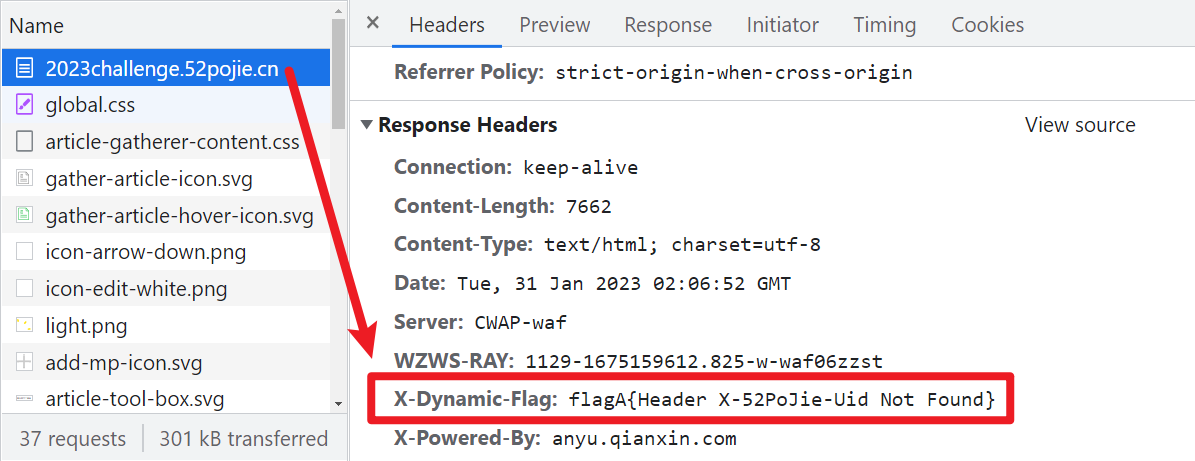 Name
2023challenge.52pojie.cn
global.css
article-gatherer-content.css
gather-article-icon.svg
gather-article-hover-icon.svg
icon-arrow-down.png
icon-edit-white.png
light.png
add-mp-icon.svg
article-tool-box.svg
37 requests 301 kB transferred
× Headers Preview Response Initiator Timing Cookies
Referrer Policy: strict-origin-when-cross-origin
Response Headers View source
Connection: keep-alive
Content-Length: 7662
Content-Type: text/html; charset=utf-8
Date: Tue, 31 Jan 2023 02:06:52 GMT
Server: CWAP-waf
WZWS-RAY: 1129-1675159612.825-w-waf06zzst
X-Dynamic-Flag: flagA{Header X-52PoJie-Uid Not Found}
X-Powered-By: anyu.qianxin.com